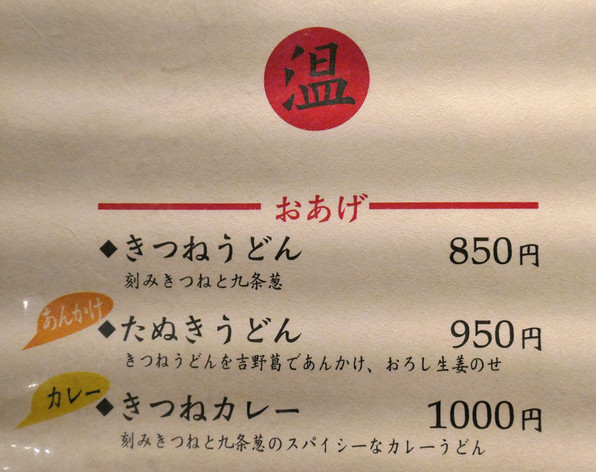 温
おあげ
◆きつねうどん 850円
刻みきつねと九条葱
あんかけ
◆たぬきうどん 950円
きつねうどんを吉野葛であんかけ、おろし生姜のせ
カレー
◆きつねカレー 1000円
刻みきつねと九条葱のスパイシーなカレーうどん